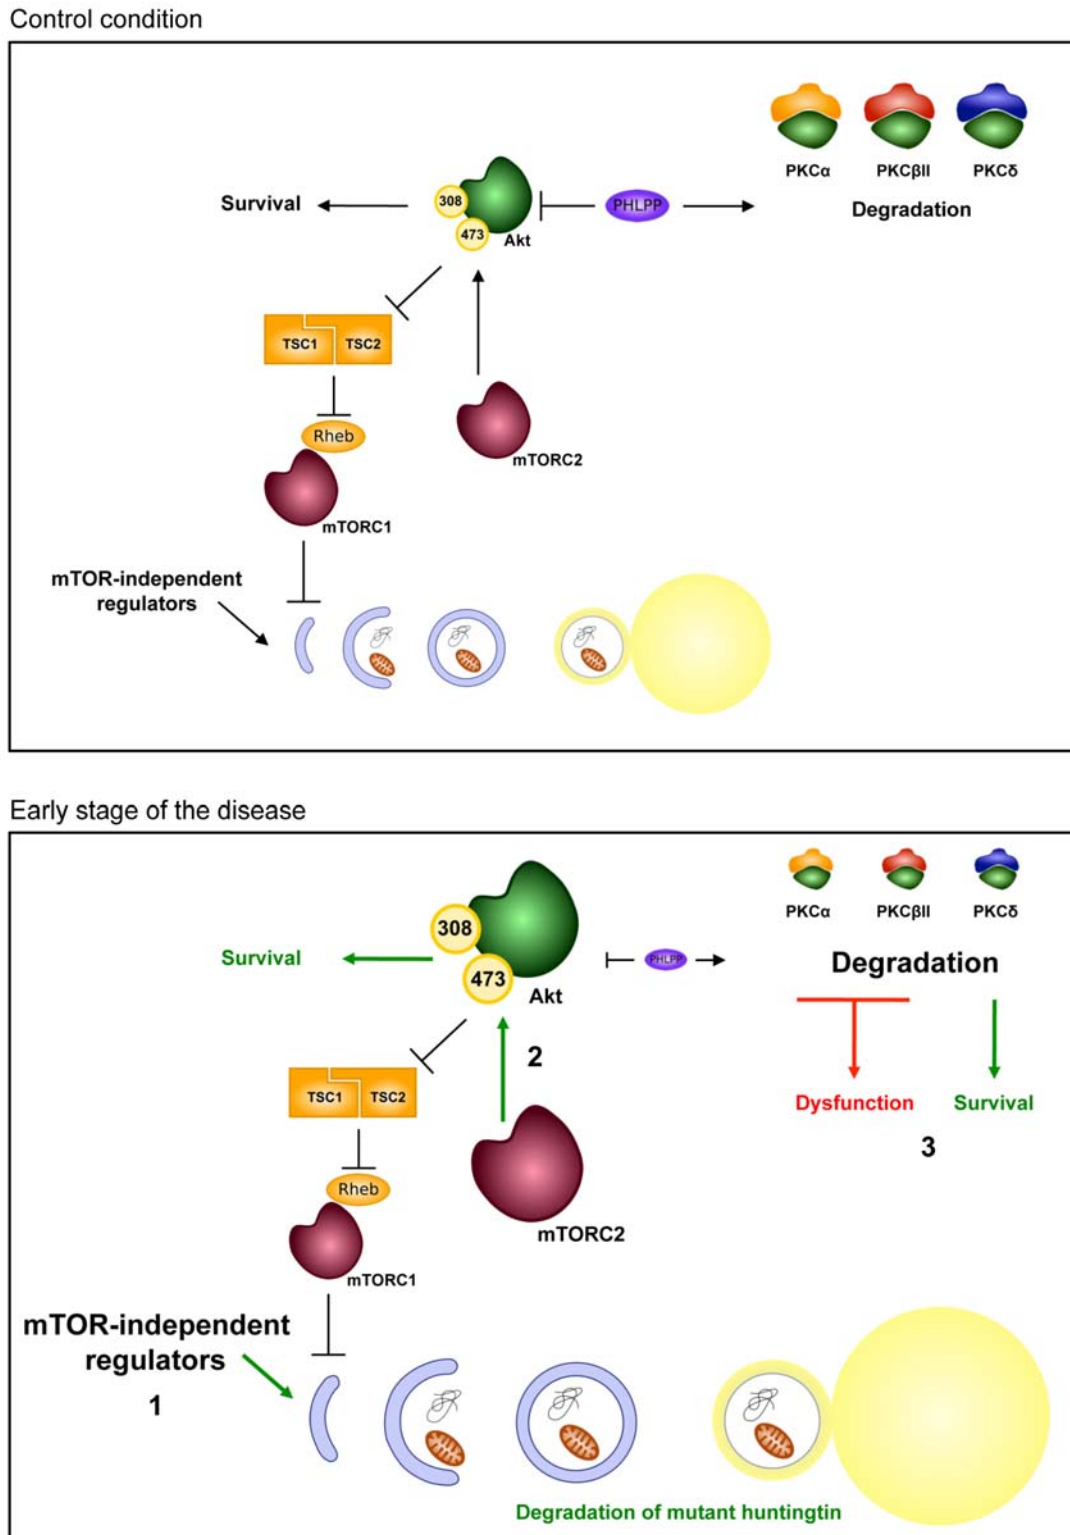 Control condition
PKCα PKCβII PKCδ
Degradation
Survival
308
473
Akt
PHLPP
TSC1 TSC2
Rheb
mTORC2
mTORC1
mTOR-independent
regulators
Early stage of the disease
PKCα PKCβII PKCδ
Degradation
Survival
308
473
Akt
PHLPP
2
Dysfunction Survival
3
TSC1 TSC2
Rheb
mTORC2
mTORC1
mTOR-independent
regulators
1
Degradation of mutant huntingtin